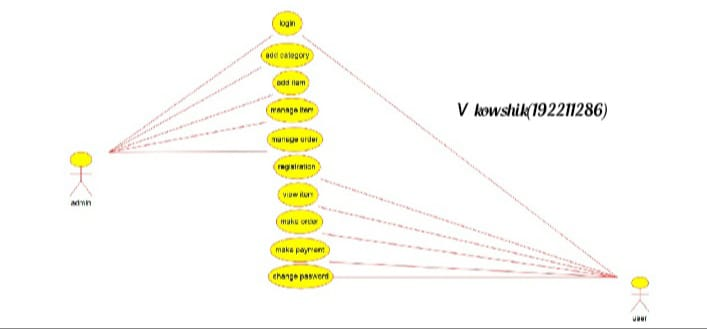 login
add category
add item
manage item
V kowshik(192211286)
manage order
registration
admin
view item
make order
make payment
change pasword
user